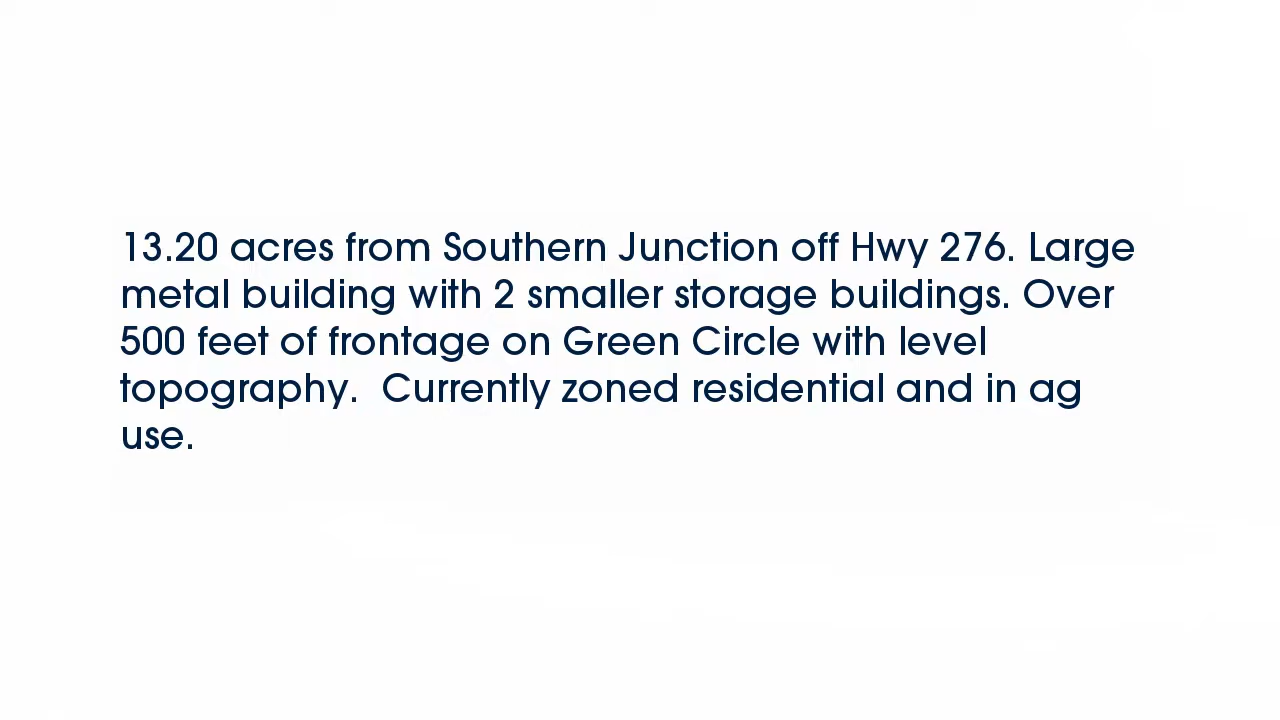 13.20 acres from Southern Junction off Hwy 276. Large
metal building with 2 smaller storage buildings. Over
500 feet of frontage on Green Circle with level
topography.  Currently zoned residential and in ag
use.